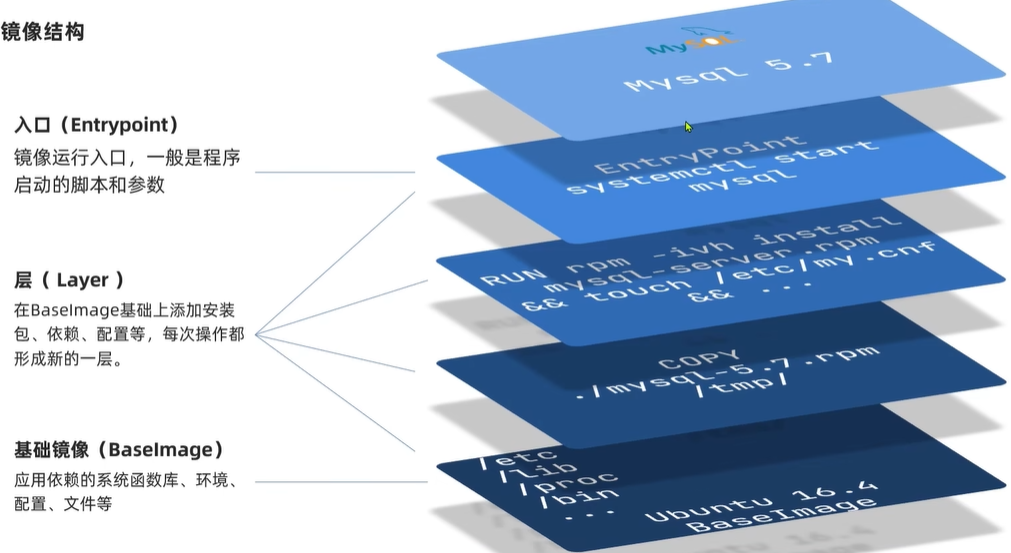 镜像结构
入口（Entrypoint）
镜像运行入口，一般是程序
启动的脚本和参数
层（ Layer ）
在BaseImage基础上添加安装
包、依赖、配置等，每次操作都
形成新的一层。
基础镜像（BaseImage）
应用依赖的系统函数库、环境、
配置、文件等
MySQL
Mysql 5.7
EntryPoint
systemctl start
mysql
RUN rpm -ivh install
mysql-server.rpm
&& touch /etc/my.cnf
&& ...
COPY
./mysql-5.7.rpm
/tmp/
/etc
/lib
/proc
/bin
...
Ubuntu 16.4
BaseImage